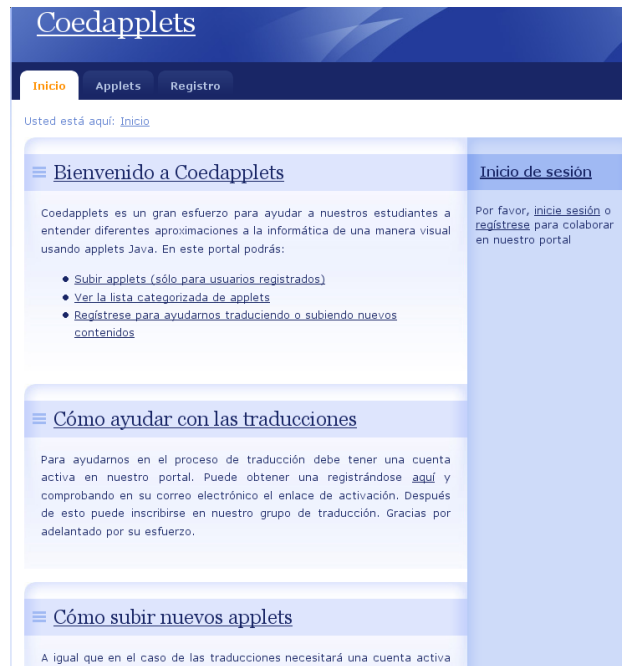 Coedapplets
Inicio Applets Registro
Usted está aquí: Inicio
Bienvenido a Coedapplets
Coedapplets es un gran esfuerzo para ayudar a nuestros estudiantes a
entender diferentes aproximaciones a la informática de una manera visual
usando applets Java. En este portal podrás:
Subir applets (sólo para usuarios registrados)
Ver la lista categorizada de applets
Regístrese para ayudarnos traduciendo o subiendo nuevos
contenidos
Cómo ayudar con las traducciones
Para ayudarnos en el proceso de traducción debe tener una cuenta
activa en nuestro portal. Puede obtener una registrándose aquí y
comprobando en su correo electrónico el enlace de activación. Después
de esto puede inscribirse en nuestro grupo de traducción. Gracias por
adelantado por su esfuerzo.
Cómo subir nuevos applets
A igual que en el caso de las traducciones necesitará una cuenta activa
Inicio de sesión
Por favor, inicie sesión o
regístrese para colaborar
en nuestro portal